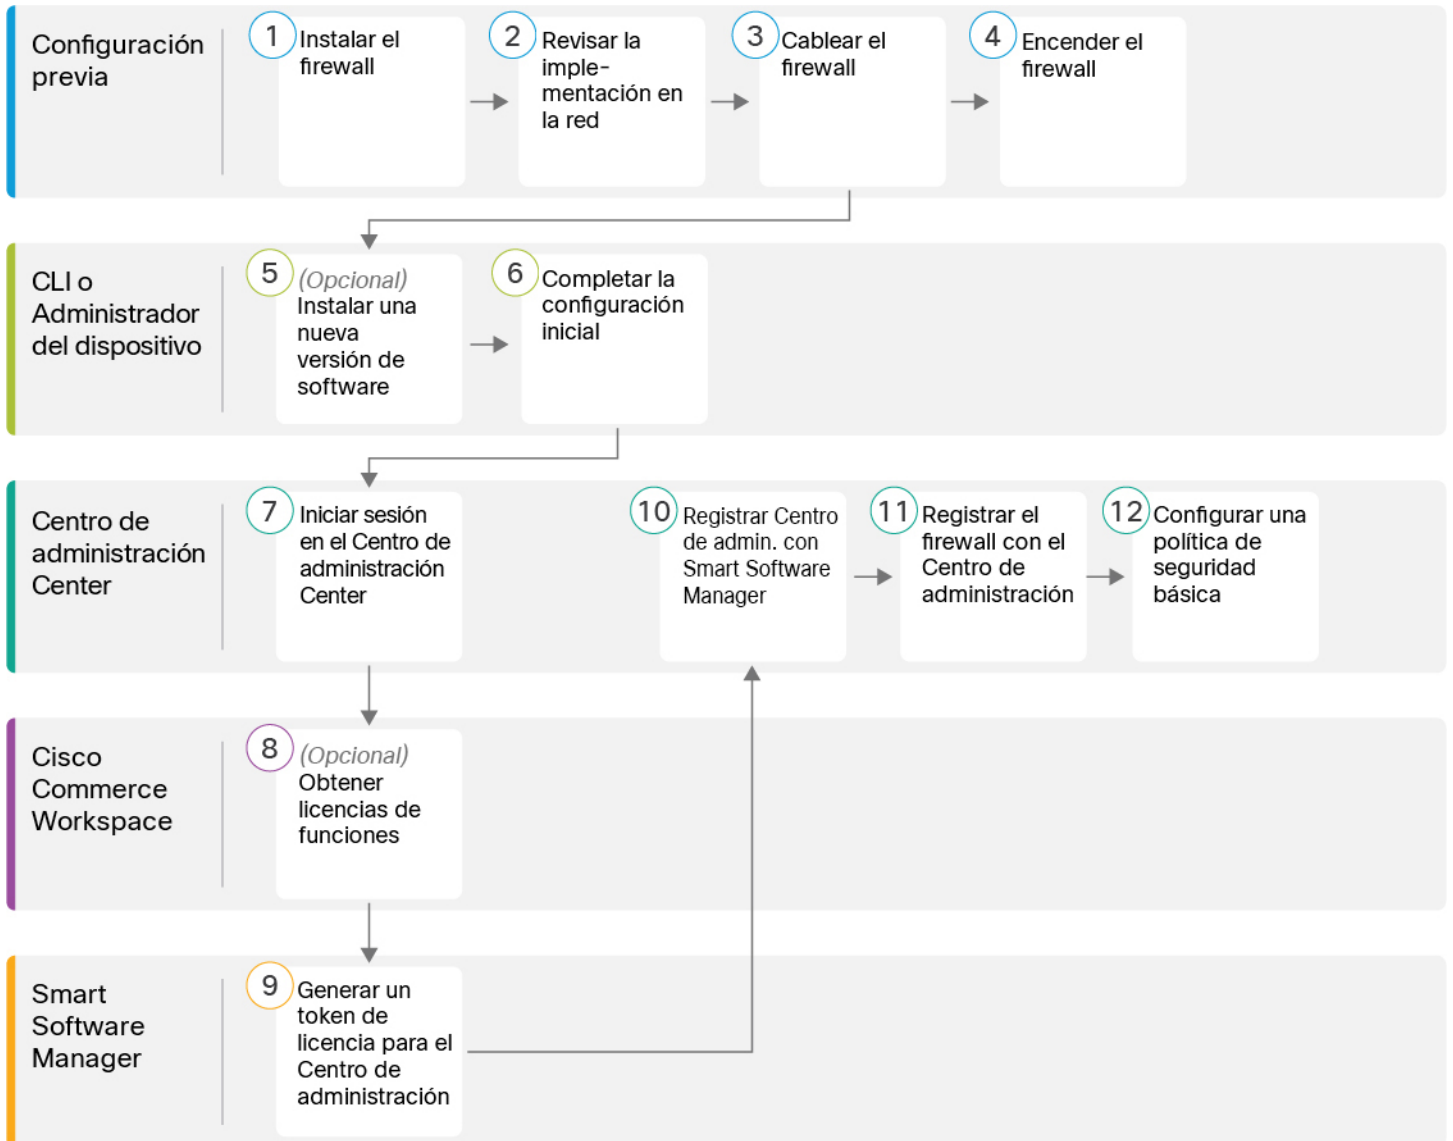 Configuración
previa
1
Instalar el
firewall
2
Revisar la
imple-
mentación en
la red
3
Cablear el
firewall
4
Encender el
firewall
CLI o
Administrador
del dispositivo
5
(Opcional)
Instalar una
nueva
versión de
software
6
Completar la
configuración
inicial
Centro de
administración
Center
7
Iniciar sesión
en el Centro de
administración
Center
10
Registrar Centro
de admin. con
Smart Software
Manager
11
Registrar el
firewall con el
Centro de
administración
12
Configurar una
política de
seguridad
básica
Cisco
Commerce
Workspace
8
(Opcional)
Obtener
licencias de
funciones
Smart
Software
Manager
9
Generar un
token de
licencia para el
Centro de
administración